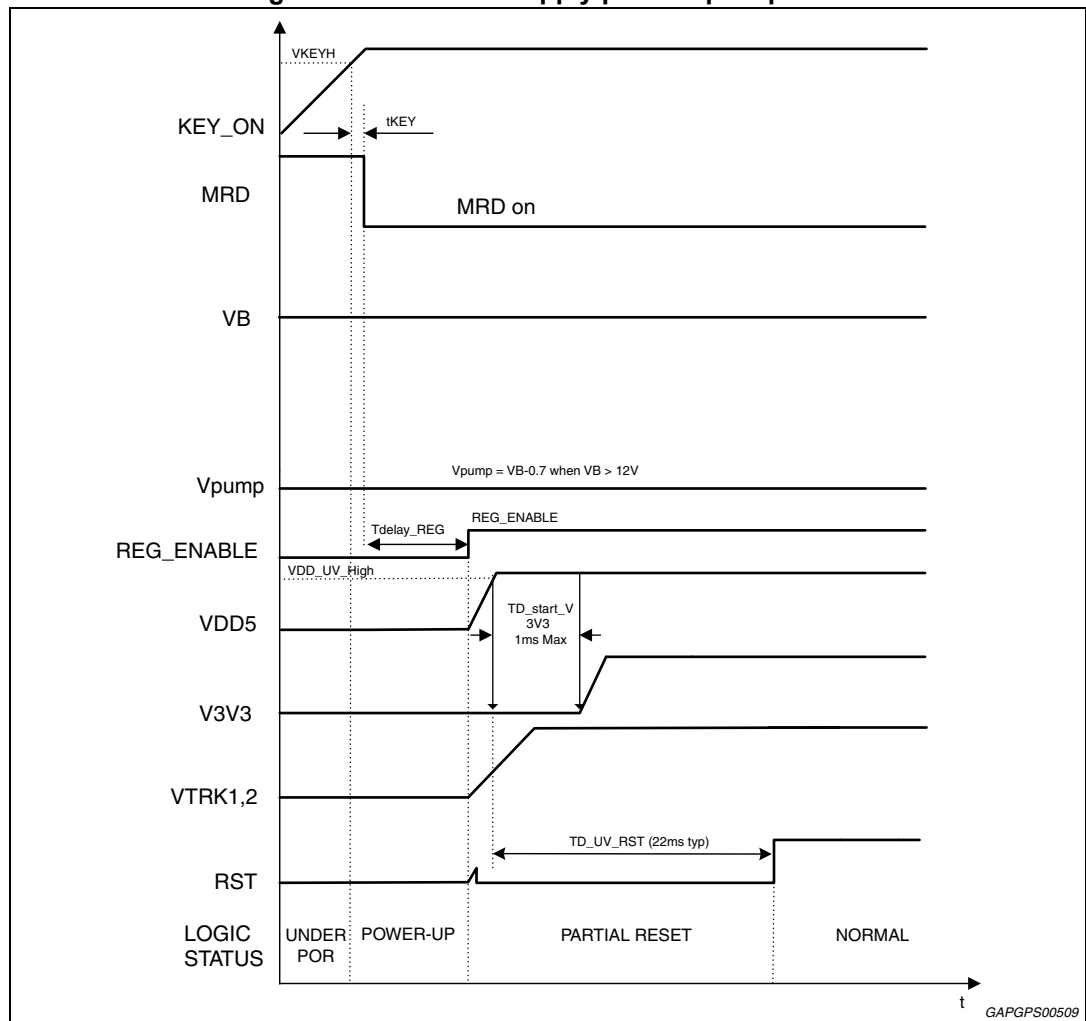 VKEYH
KEY_ON
tKEY
MRD
MRD on
VB
Vpump = VB-0.7 when VB > 12V
Vpump
REG_ENABLE
Tdelay_REG
REG_ENABLE
VDD_UV_High
VDD5
TD_start_V
3V3
1ms Max
V3V3
VTRK1,2
TD_UV_RST (22ms typ)
RST
LOGIC
STATUS
UNDER
POR
POWER-UP
PARTIAL RESET
NORMAL
t
GAPGPS00509